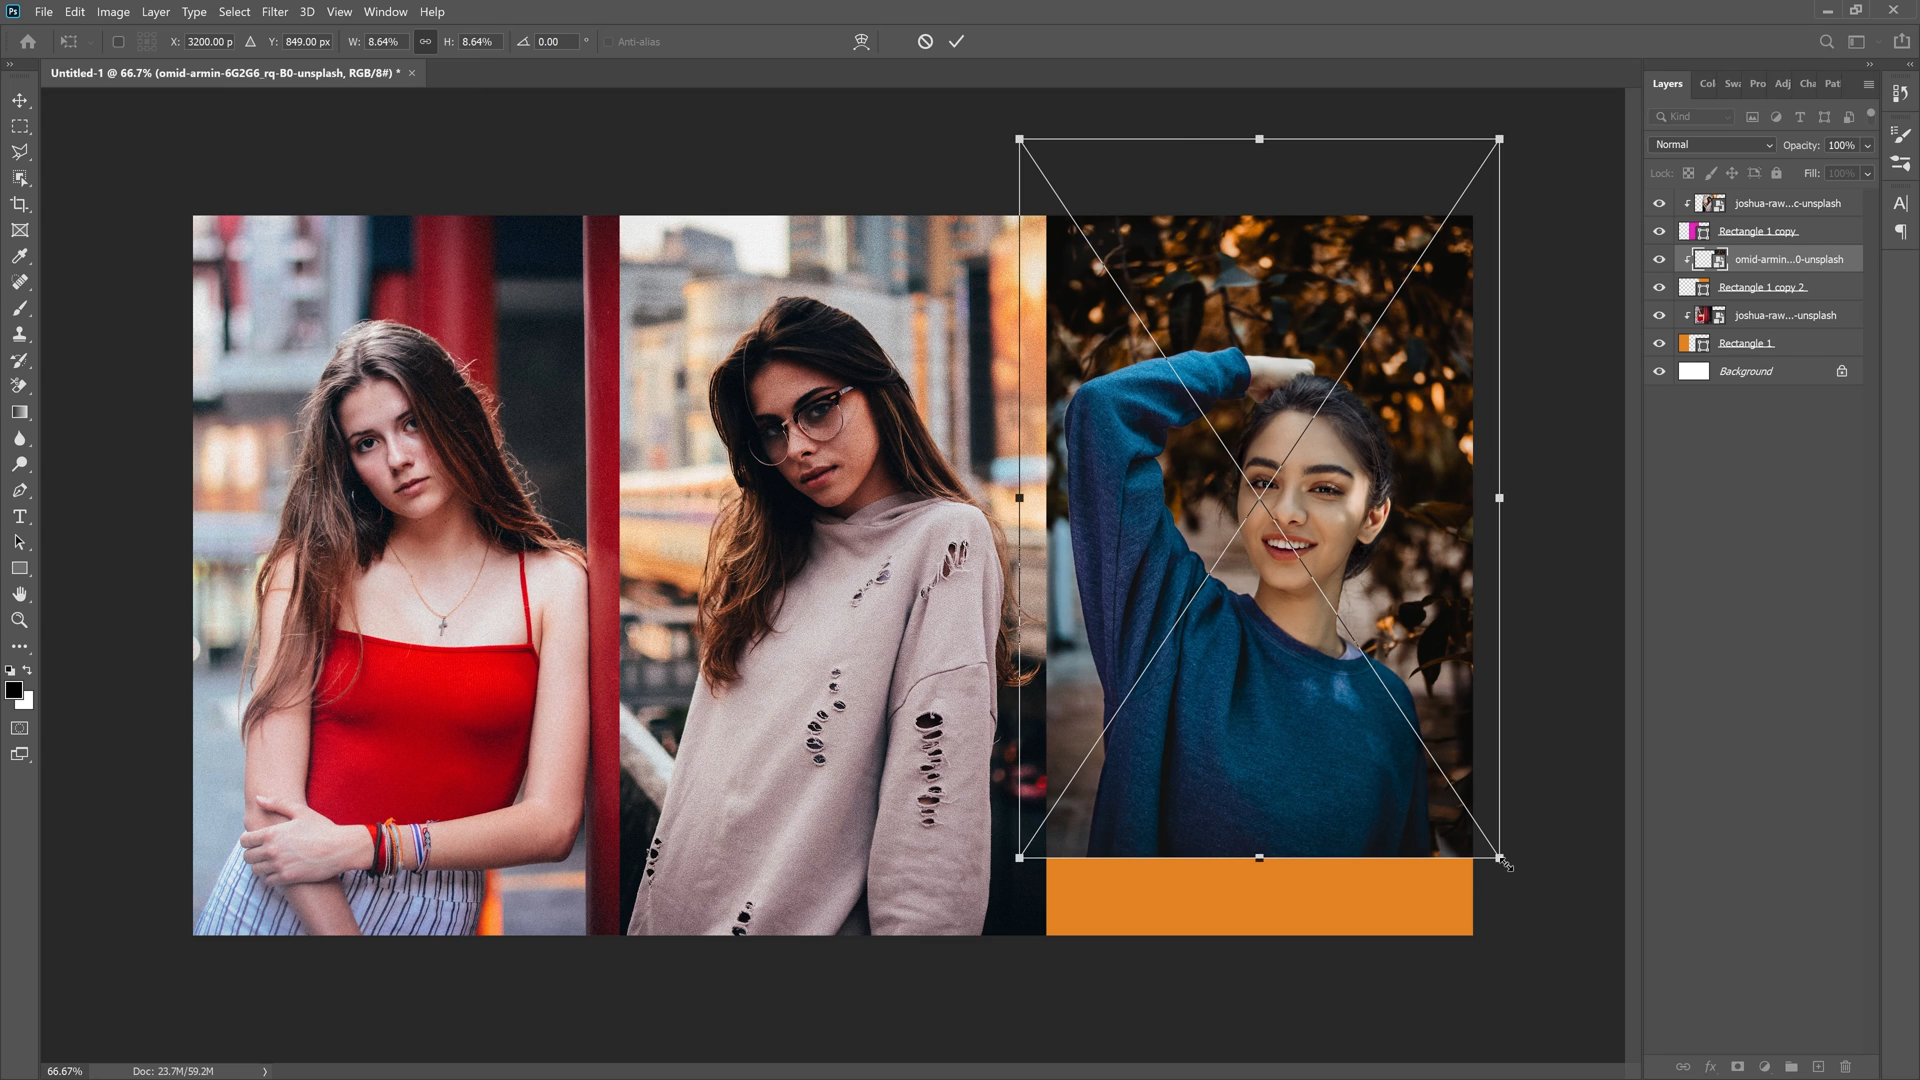 Ps File Edit Image Layer Type Select Filter 3D View Window Help
X: 3200.00 p Y: 849.00 px W: 8.64% H: 8.64% 0.00 ° Anti-alias
Untitled-1 @ 66.7% (omid-armin-6G2G6_rq-B0-unsplash, RGB/8#) * ×
Layers Col Swa Pro Adj Cha Pat
Kind
Normal Opacity: 100%
Lock: Fill: 100%
joshua-raw...c-unsplash
Rectangle 1 copy
omid-armin...0-unsplash
Rectangle 1 copy 2
joshua-raw...-unsplash
Rectangle 1
Background
66.67% Doc: 23.7M/59.2M